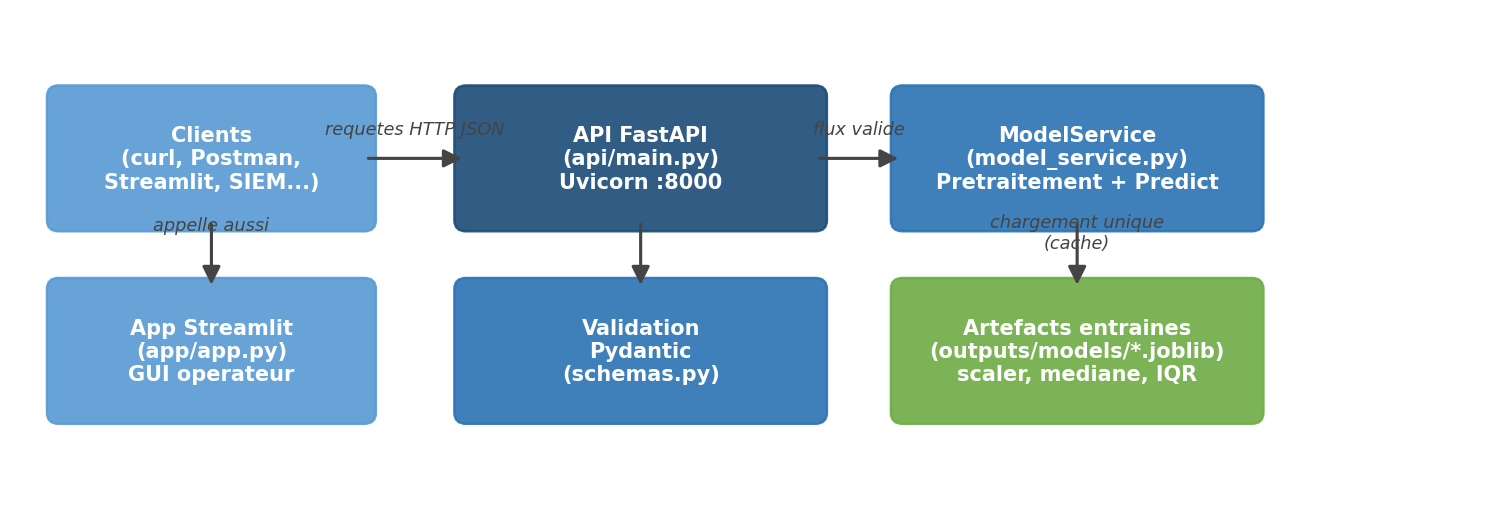 Clients
(curl, Postman,
Streamlit, SIEM...)
requetes HTTP JSON
API FastAPI
(api/main.py)
Uvicorn :8000
flux valide
ModelService
(model_service.py)
Pretraitement + Predict
appelle aussi
chargement unique
(cache)
App Streamlit
(app/app.py)
GUI operateur
Validation
Pydantic
(schemas.py)
Artefacts entraines
(outputs/models/*.joblib)
scaler, mediane, IQR